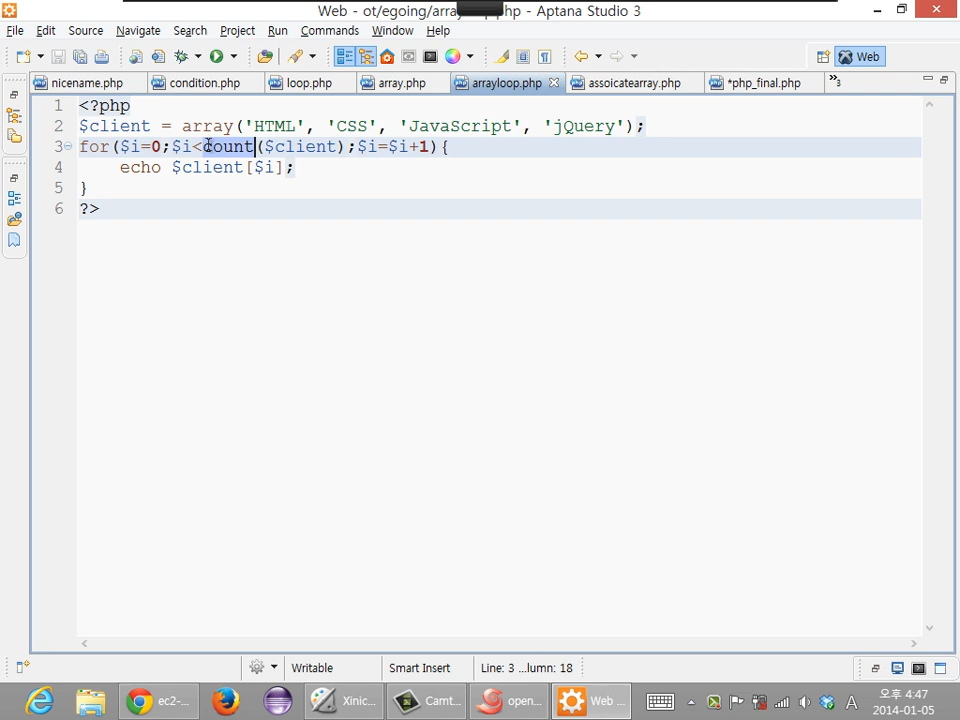 Web - ot/egoing/array p.php - Aptana Studio 3
File Edit Source Navigate Search Project Run Commands Window Help
Web
nicename.php condition.php loop.php array.php arrayloop.php assoicatearray.php *php_final.php »3
1 <?php
2 $client = array('HTML', 'CSS', 'JavaScript', 'jQuery');
3 for($i=0;$i<count($client);$i=$i+1){
4 echo $client[$i];
5 }
6 ?>
Writable Smart Insert Line: 3 ...lumn: 18
ec2-... Xinic... Camt... open... Web ... A 오후 4:47
2014-01-05